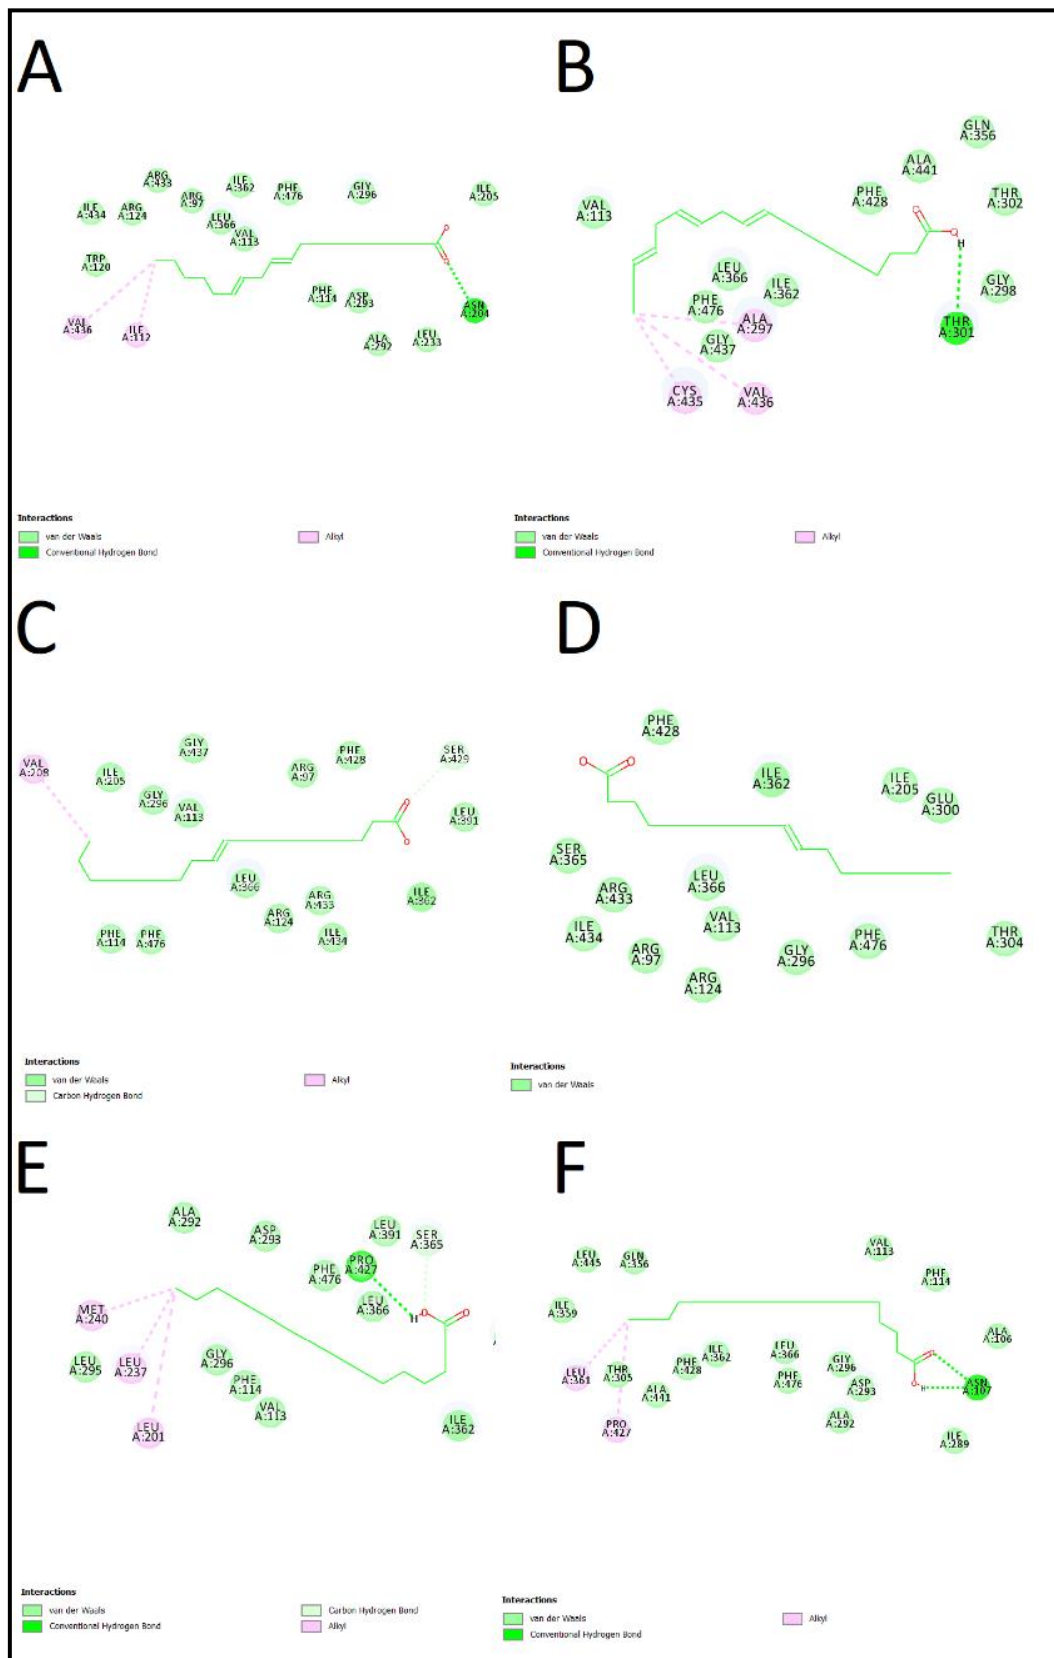 A
ARG
A:433
ILE
A:362
PHE
A:476
GLY
A:296
ILE
A:205
ARG
A:97
ILE
A:434
ARG
A:124
LEU
A:366
VAL
A:113
TRP
A:120
PHE
A:114
ASP
A:293
ASN
A:204
VAL
A:436
ILE
A:112
ALA
A:292
LEU
A:233
Interactions
van der Waals
Conventional Hydrogen Bond
Alkyl
B
GLN
A:356
ALA
A:441
PHE
A:428
THR
A:302
VAL
A:113
LEU
A:366
ILE
A:362
GLY
A:298
PHE
A:476
ALA
A:297
THR
A:301
GLY
A:437
CYS
A:435
VAL
A:436
O
O
H
Interactions
van der Waals
Conventional Hydrogen Bond
Alkyl
C
GLY
A:437
PHE
A:428
SER
A:429
VAL
A:208
ILE
A:205
ARG
A:97
GLY
A:296
VAL
A:113
LEU
A:391
O
O
LEU
A:366
ARG
A:433
ILE
A:362
ARG
A:124
PHE
A:114
PHE
A:476
ILE
A:434
Interactions
van der Waals
Carbon Hydrogen Bond
Alkyl
D
PHE
A:428
O
O
ILE
A:362
ILE
A:205
GLU
A:300
SER
A:365
LEU
A:366
ARG
A:433
VAL
A:113
ILE
A:434
ARG
A:97
GLY
A:296
PHE
A:476
THR
A:304
ARG
A:124
Interactions
van der Waals
E
ALA
A:292
ASP
A:293
LEU
A:391
SER
A:365
PHE
A:476
PRO
A:427
MET
A:240
LEU
A:366
H
O
O
LEU
A:295
LEU
A:237
GLY
A:296
PHE
A:114
VAL
A:113
LEU
A:201
ILE
A:362
Interactions
van der Waals
Conventional Hydrogen Bond
Carbon Hydrogen Bond
Alkyl
F
VAL
A:113
LEU
A:445
GLN
A:356
PHE
A:114
ILE
A:359
ALA
A:106
LEU
A:361
THR
A:305
PHE
A:428
ILE
A:362
LEU
A:366
PHE
A:476
GLY
A:296
ASP
A:293
O
O
H
ASN
A:107
ALA
A:441
PRO
A:427
ALA
A:292
ILE
A:289
Interactions
van der Waals
Conventional Hydrogen Bond
Alkyl